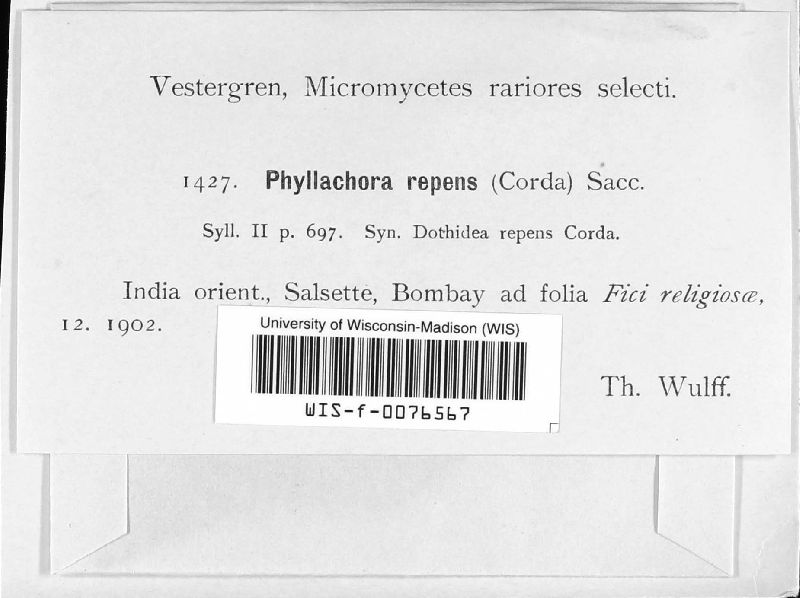 Vestergren, Micromycetes rariores selecti.
1427. Phyllachora repens (Corda) Sacc.
Syll. II p. 697. Syn. Dothidea repens Corda.
India orient., Salsette, Bombay ad folia Fici religiosæ,
12. 1902.
University of Wisconsin-Madison (WIS)
WIS-f-0076567
Th. Wulff.